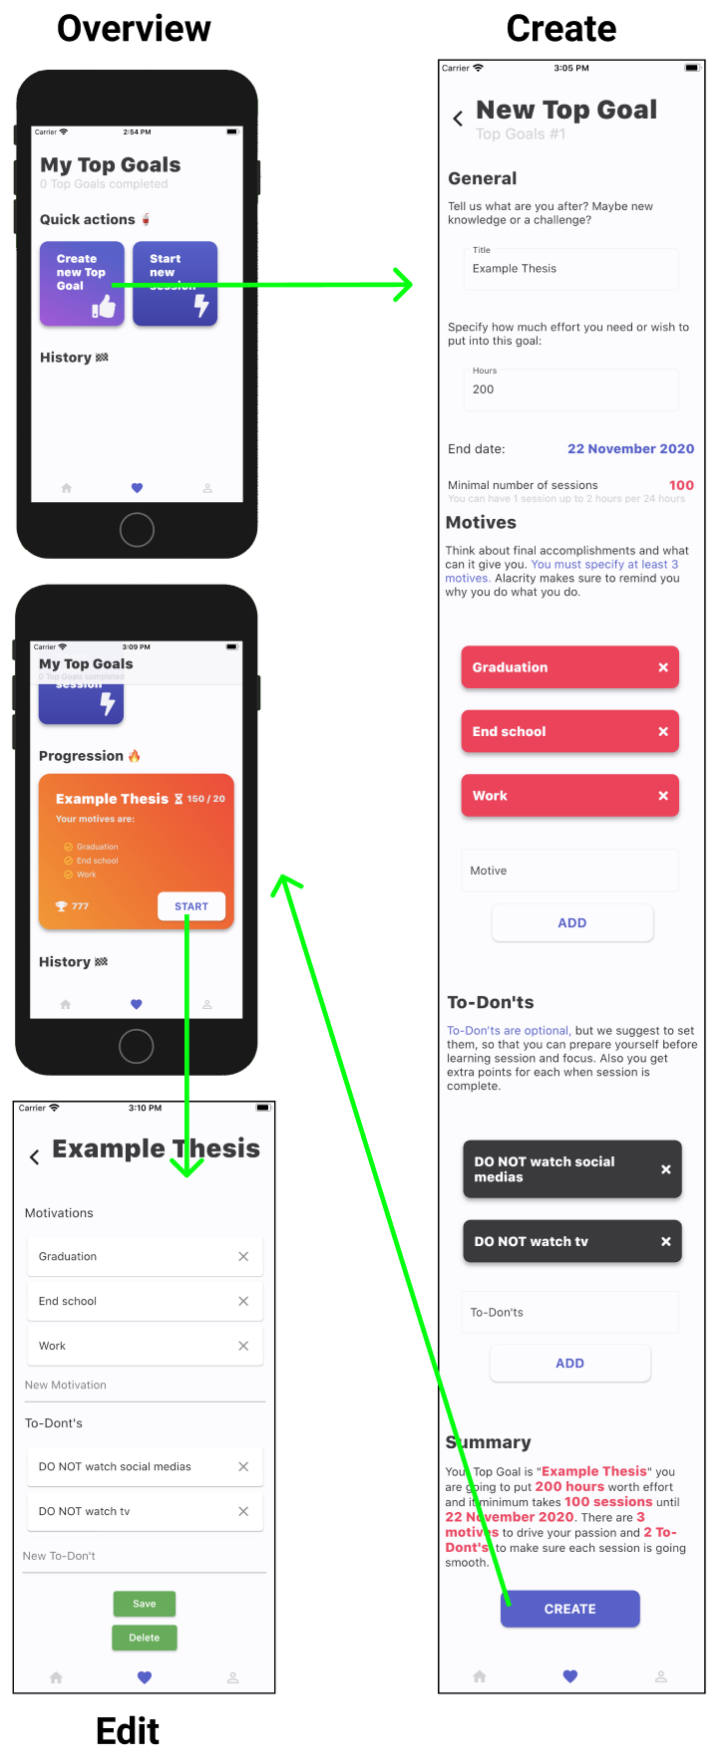 Overview
Create
Carrier
2:54 PM
My Top Goals
0 Top Goals completed
Quick actions
Create
new Top
Goal
Start
new
session
History
Carrier
3:09 PM
My Top Goals
0 Top Goals completed
session
Progression
Example Thesis
150 / 20
Your motives are:
Graduation
End school
Work
777
START
History
Carrier
3:10 PM
Example Thesis
Motivations
Graduation
End school
Work
New Motivation
To-Dont's
DO NOT watch social medias
DO NOT watch tv
New To-Don't
Save
Delete
Edit
Carrier
3:05 PM
New Top Goal
Top Goals #1
General
Tell us what are you after? Maybe new
knowledge or a challenge?
Title
Example Thesis
Specify how much effort you need or wish to
put into this goal:
Hours
200
End date:
22 November 2020
Minimal number of sessions
100
You can have 1 session up to 2 hours per 24 hours
Motives
Think about final accomplishments and what
can it give you. You must specify at least 3
motives. Alacrity makes sure to remind you
why you do what you do.
Graduation
End school
Work
Motive
ADD
To-Don'ts
To-Don'ts are optional, but we suggest to set
them, so that you can prepare yourself before
learning session and focus. Also you get
extra points for each when session is
complete.
DO NOT watch social
medias
DO NOT watch tv
To-Don'ts
ADD
Summary
Your Top Goal is "Example Thesis" you
are going to put 200 hours worth effort
and it minimum takes 100 sessions until
22 November 2020. There are 3
motives to drive your passion and 2 To-
Dont's to make sure each session is going
smooth.
CREATE